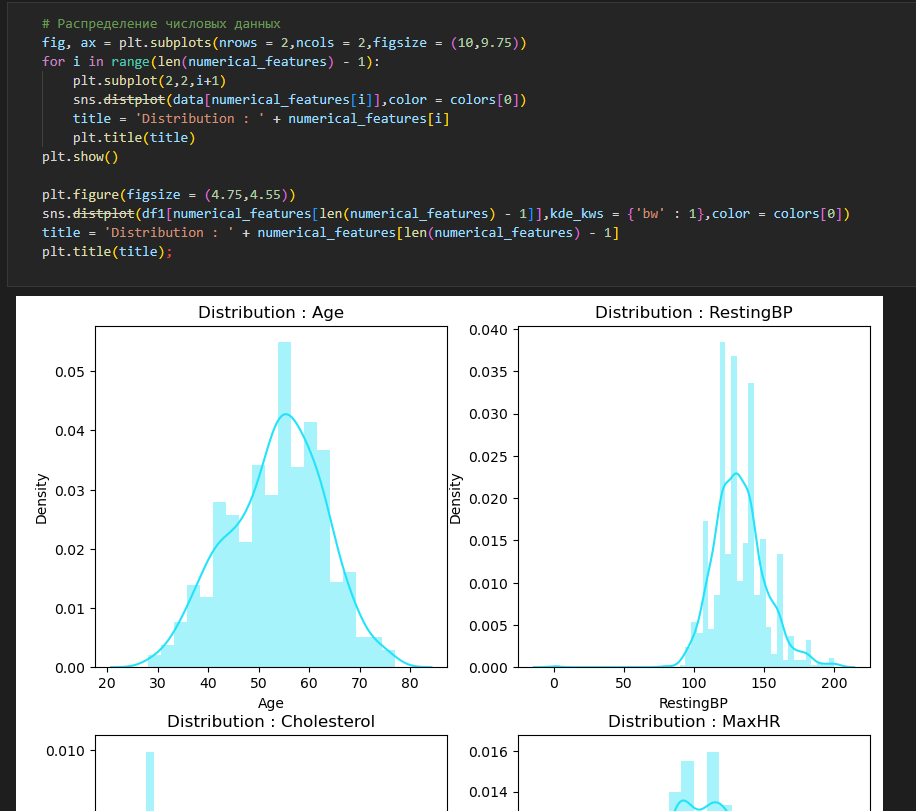 # Распределение числовых данных
fig, ax = plt.subplots(nrows = 2,ncols = 2,figsize = (10,9.75))
for i in range(len(numerical_features) - 1):
    plt.subplot(2,2,i+1)
    sns.distplot(data[numerical_features[i]],color = colors[0])
    title = 'Distribution : ' + numerical_features[i]
    plt.title(title)
plt.show()
plt.figure(figsize = (4.75,4.55))
sns.distplot(df1[numerical_features[len(numerical_features) - 1]],kde_kws = {'bw' : 1},color = colors[0])
title = 'Distribution : ' + numerical_features[len(numerical_features) - 1]
plt.title(title);
Distribution : Age
0.05
0.04
0.03
0.02
0.01
0.00
Density
20 30 40 50 60 70 80
Age
Distribution : RestingBP
0.040
0.035
0.030
0.025
0.020
0.015
0.010
0.005
0.000
Density
0 50 100 150 200
RestingBP
Distribution : Cholesterol
0.010
Distribution : MaxHR
0.016
0.014